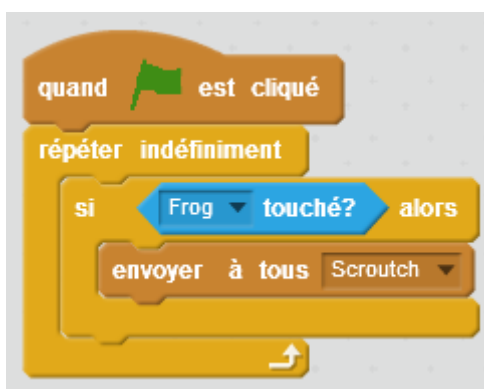 quand est cliqué
répéter indéfiniment
si Frog touché? alors
envoyer à tous Scroutch